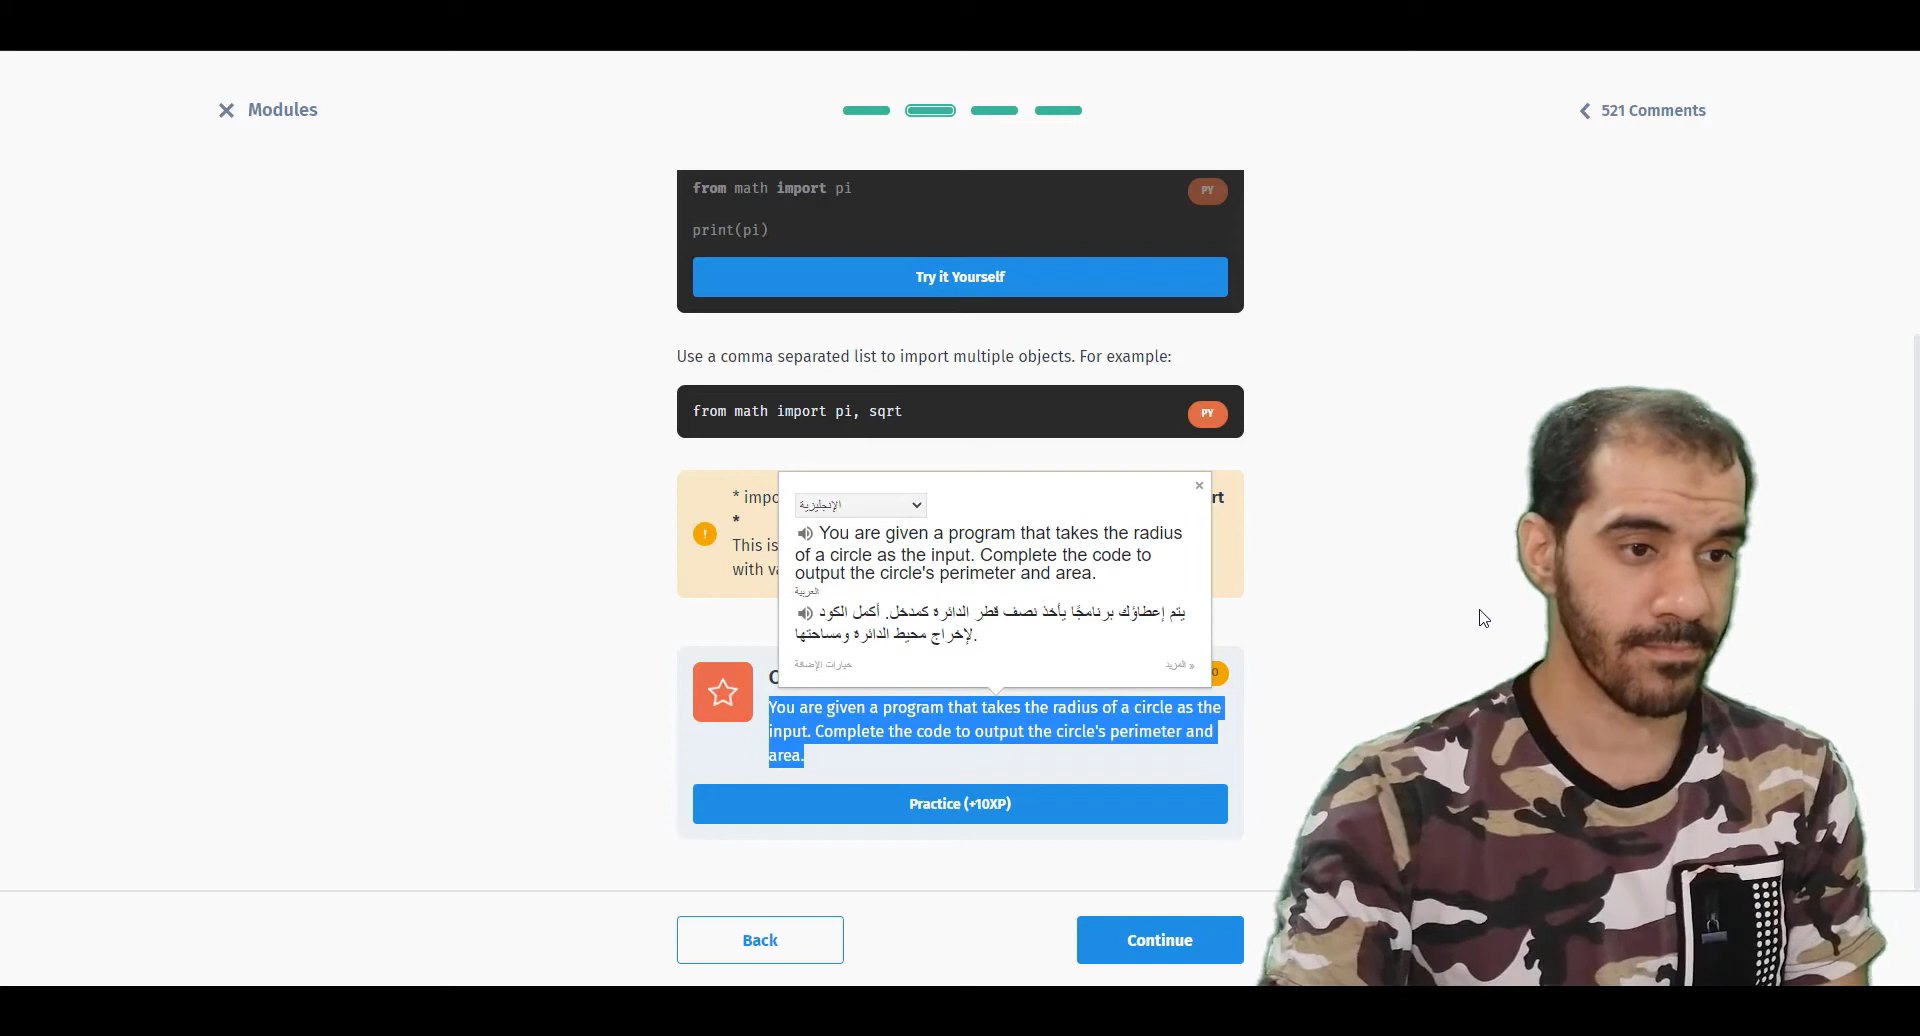 Modules
521 Comments
from math import pi
PY
print(pi)
Try it Yourself
Use a comma separated list to import multiple objects. For example:
from math import pi, sqrt
PY
* impo
rt
*
!
This is
with va
×
الإنجليزية
You are given a program that takes the radius
of a circle as the input. Complete the code to
output the circle's perimeter and area.
العربية
يتم إعطاؤك برنامجًا يأخذ نصف قطر الدائرة كمدخل. أكمل الكود
لإخراج محيط الدائرة ومساحتها.
خيارات الإضافة
المزيد »
You are given a program that takes the radius of a circle as the
input. Complete the code to output the circle's perimeter and
area.
Practice (+10XP)
Back
Continue